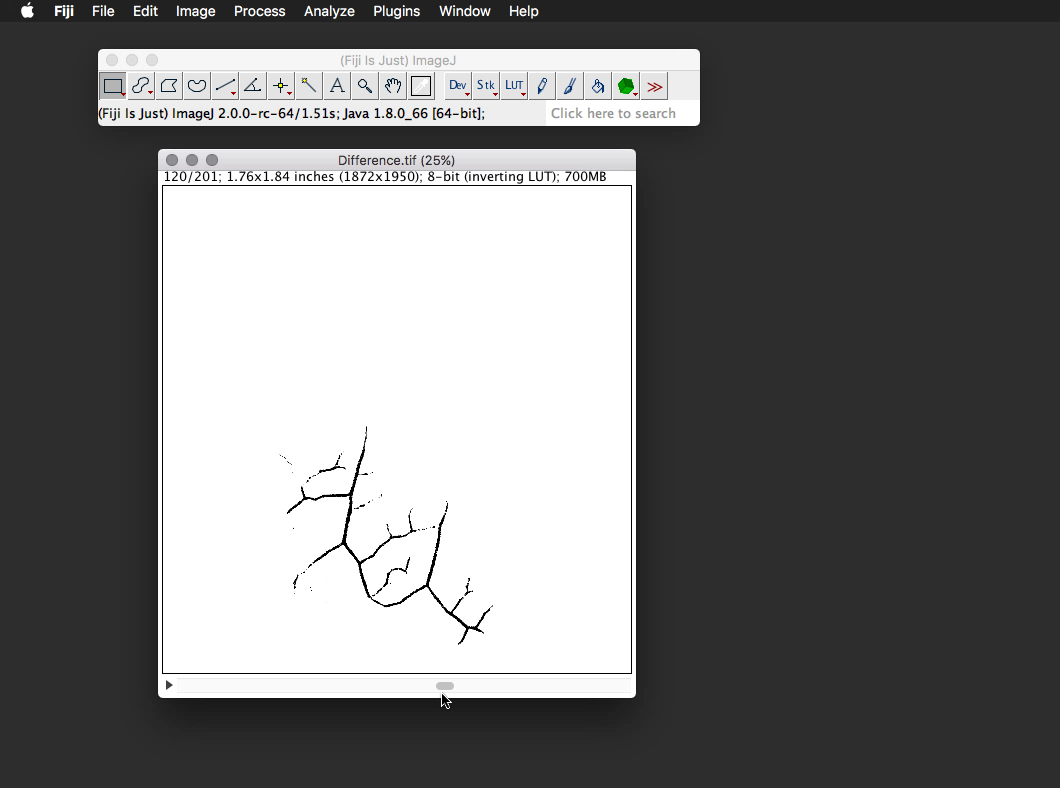 Fiji File Edit Image Process Analyze Plugins Window Help
(Fiji Is Just) ImageJ
A Dev Stk LUT >>
(Fiji Is Just) ImageJ 2.0.0-rc-64/1.51s; Java 1.8.0_66 [64-bit];
Click here to search
Difference.tif (25%)
120/201; 1.76x1.84 inches (1872x1950); 8-bit (inverting LUT); 700MB